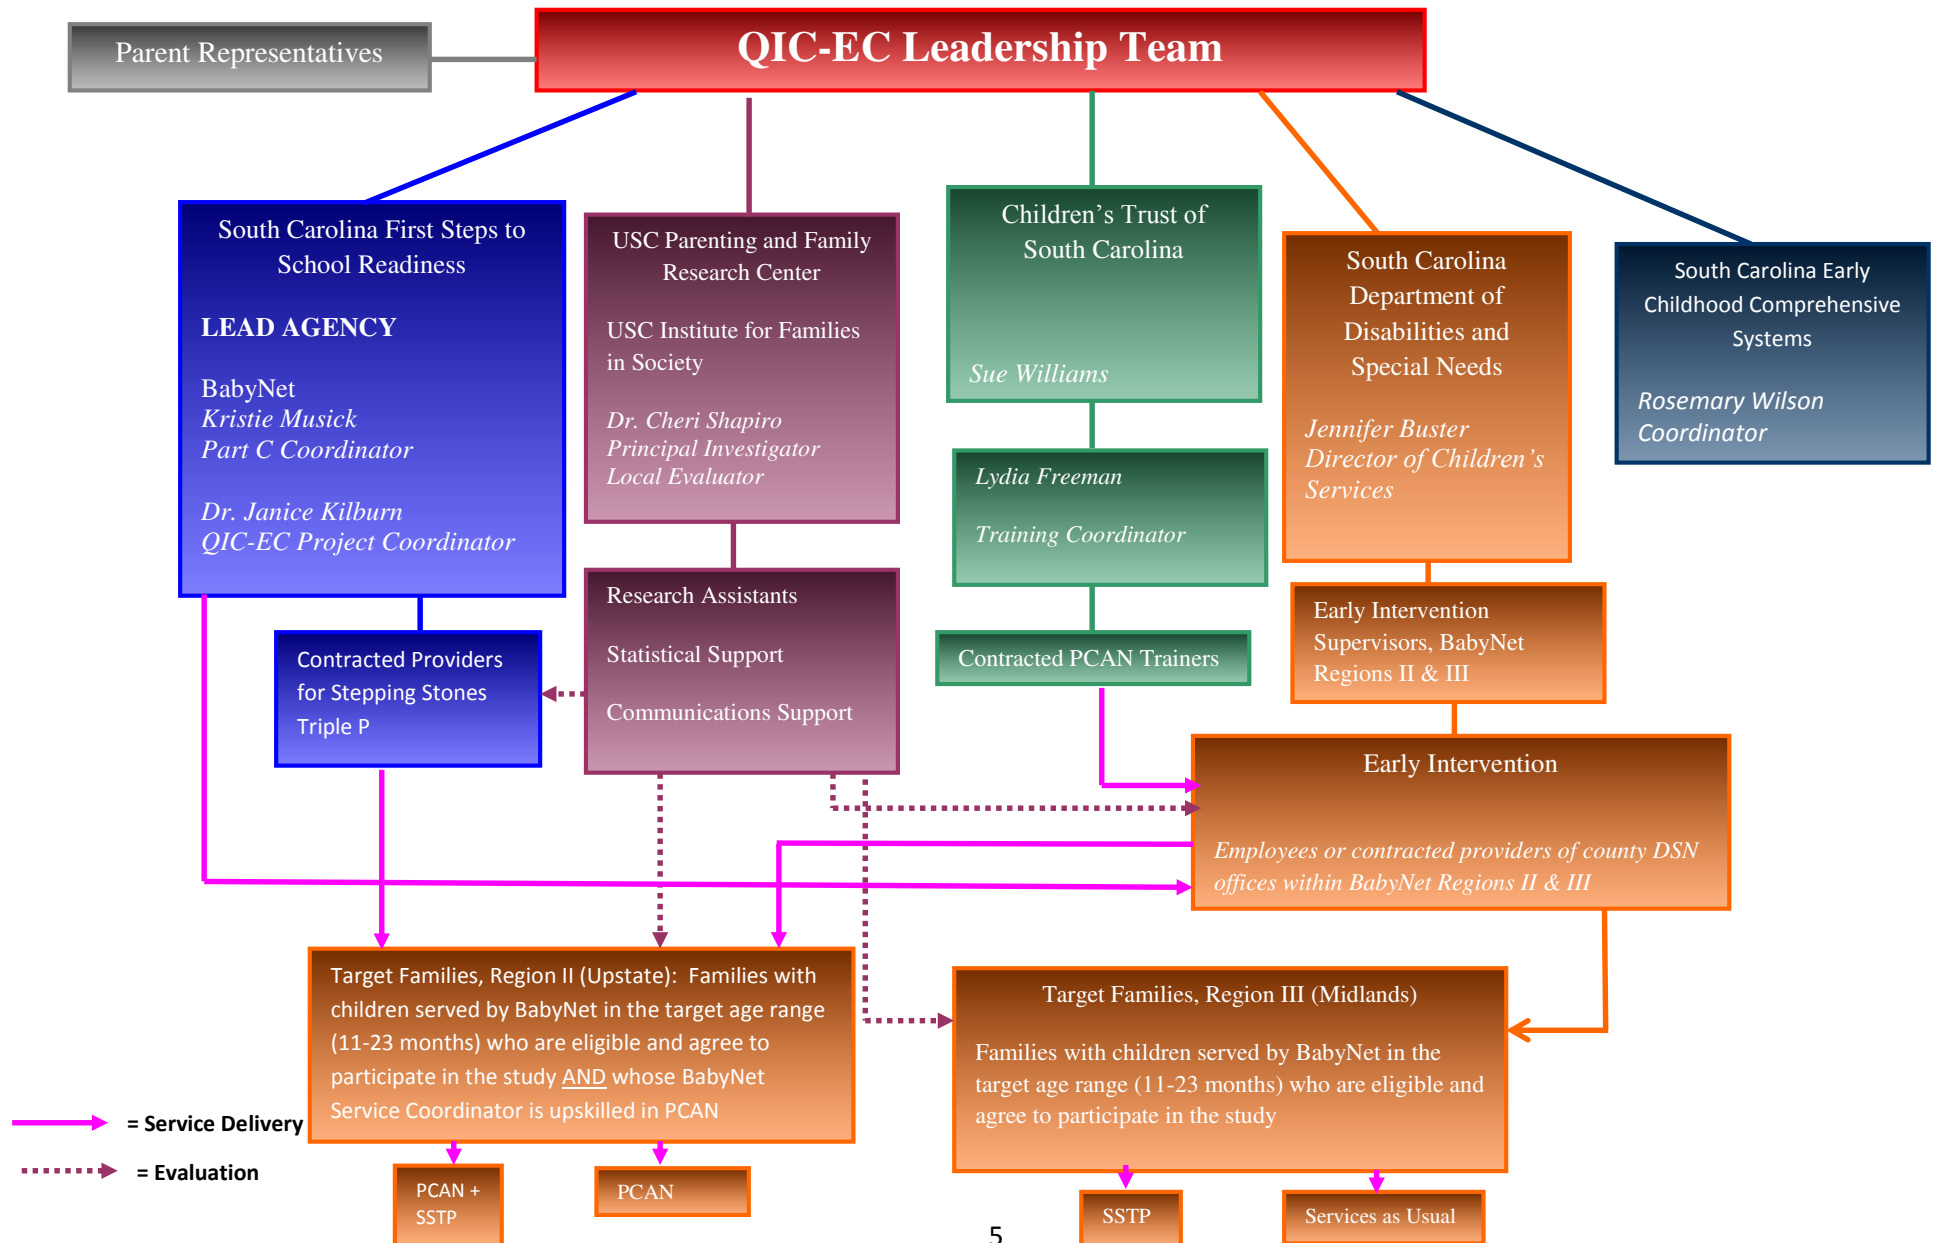 Parent Representatives
QIC-EC Leadership Team
South Carolina First Steps to
School Readiness
LEAD AGENCY
BabyNet
Kristie Musick
Part C Coordinator
Dr. Janice Kilburn
QIC-EC Project Coordinator
USC Parenting and Family
Research Center
USC Institute for Families
in Society
Dr. Cheri Shapiro
Principal Investigator
Local Evaluator
Children’s Trust of
South Carolina
Sue Williams
South Carolina
Department of
Disabilities and
Special Needs
Jennifer Buster
Director of Children’s
Services
South Carolina Early
Childhood Comprehensive
Systems
Rosemary Wilson
Coordinator
Lydia Freeman
Training Coordinator
Research Assistants
Statistical Support
Communications Support
Contracted Providers
for Stepping Stones
Triple P
Contracted PCAN Trainers
Early Intervention
Supervisors, BabyNet
Regions II & III
Early Intervention
Employees or contracted providers of county DSN
offices within BabyNet Regions II & III
Target Families, Region II (Upstate):  Families with
children served by BabyNet in the target age range
(11-23 months) who are eligible and agree to
participate in the study AND whose BabyNet
Service Coordinator is upskilled in PCAN
Target Families, Region III (Midlands)
Families with children served by BabyNet in the
target age range (11-23 months) who are eligible and
agree to participate in the study
= Service Delivery
= Evaluation
PCAN +
SSTP
PCAN
SSTP
Services as Usual
5